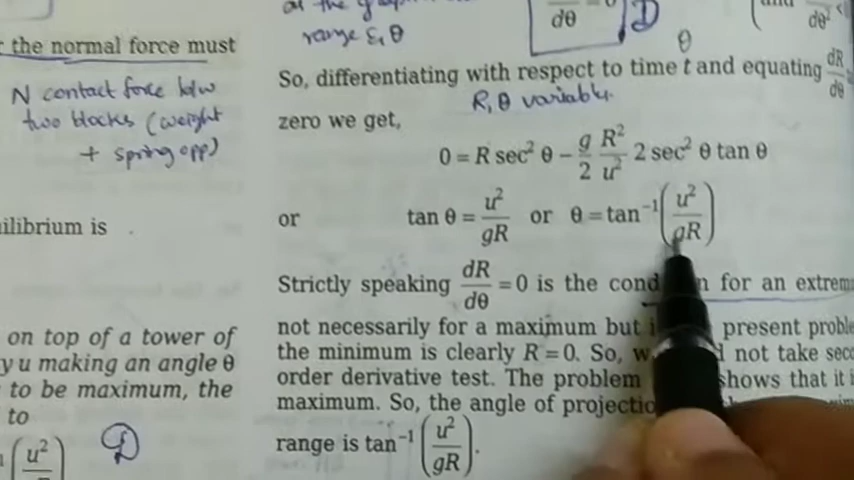 r the normal force must
N contact force b/w
two blocks (weight
+ spring opp)
ilibrium is
on top of a tower of
y u making an angle θ
to be maximum, the
to
(u²/
D
range ε, θ
dθ
D
θ
and
dθ²
So, differentiating with respect to time t and equating dR/dθ
R, θ variable.
zero we get,
0 = R sec² θ − g/2 R²/u² 2 sec² θ tan θ
or tan θ = u²/gR or θ = tan⁻¹(u²/gR)
Strictly speaking dR/dθ = 0 is the cond n for an extrem
not necessarily for a maximum but present proble
the minimum is clearly R = 0. So, w not take sec
order derivative test. The problem shows that it i
maximum. So, the angle of projectio
range is tan⁻¹(u²/gR).